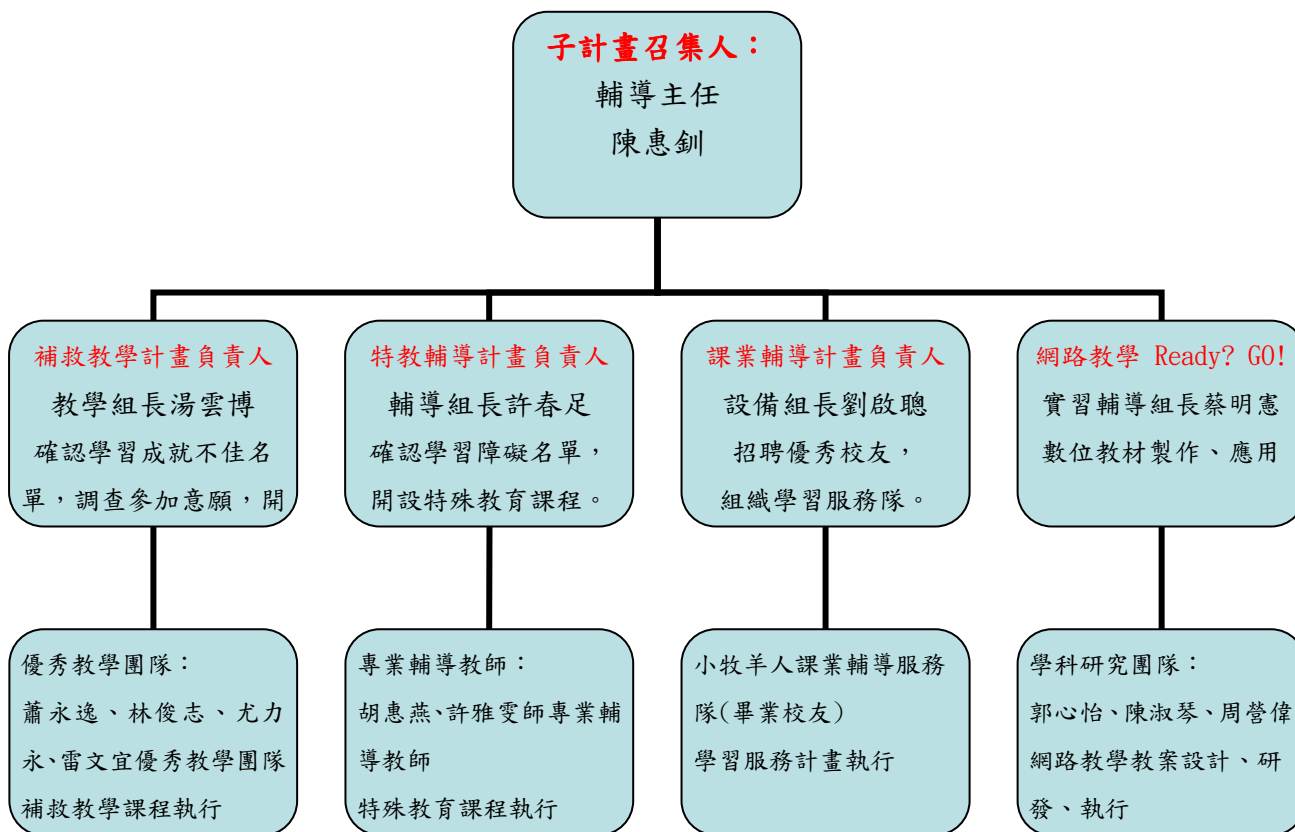 子計畫召集人：
輔導主任
陳惠釧
補救教學計畫負責人
教學組長湯雲博
確認學習成就不佳名
單，調查參加意願，開
特教輔導計畫負責人
輔導組長許春足
確認學習障礙名單，
開設特殊教育課程。
課業輔導計畫負責人
設備組長劉啟聰
招聘優秀校友，
組織學習服務隊。
網路教學 Ready? GO!
實習輔導組長蔡明憲
數位教材製作、應用
優秀教學團隊：
蕭永逸、林俊志、尤力
永、雷文宜優秀教學團隊
補救教學課程執行
專業輔導教師：
胡惠燕、許雅雯師專業輔
導教師
特殊教育課程執行
小牧羊人課業輔導服務
隊(畢業校友)
學習服務計畫執行
學科研究團隊：
郭心怡、陳淑琴、周營偉
網路教學教案設計、研
發、執行